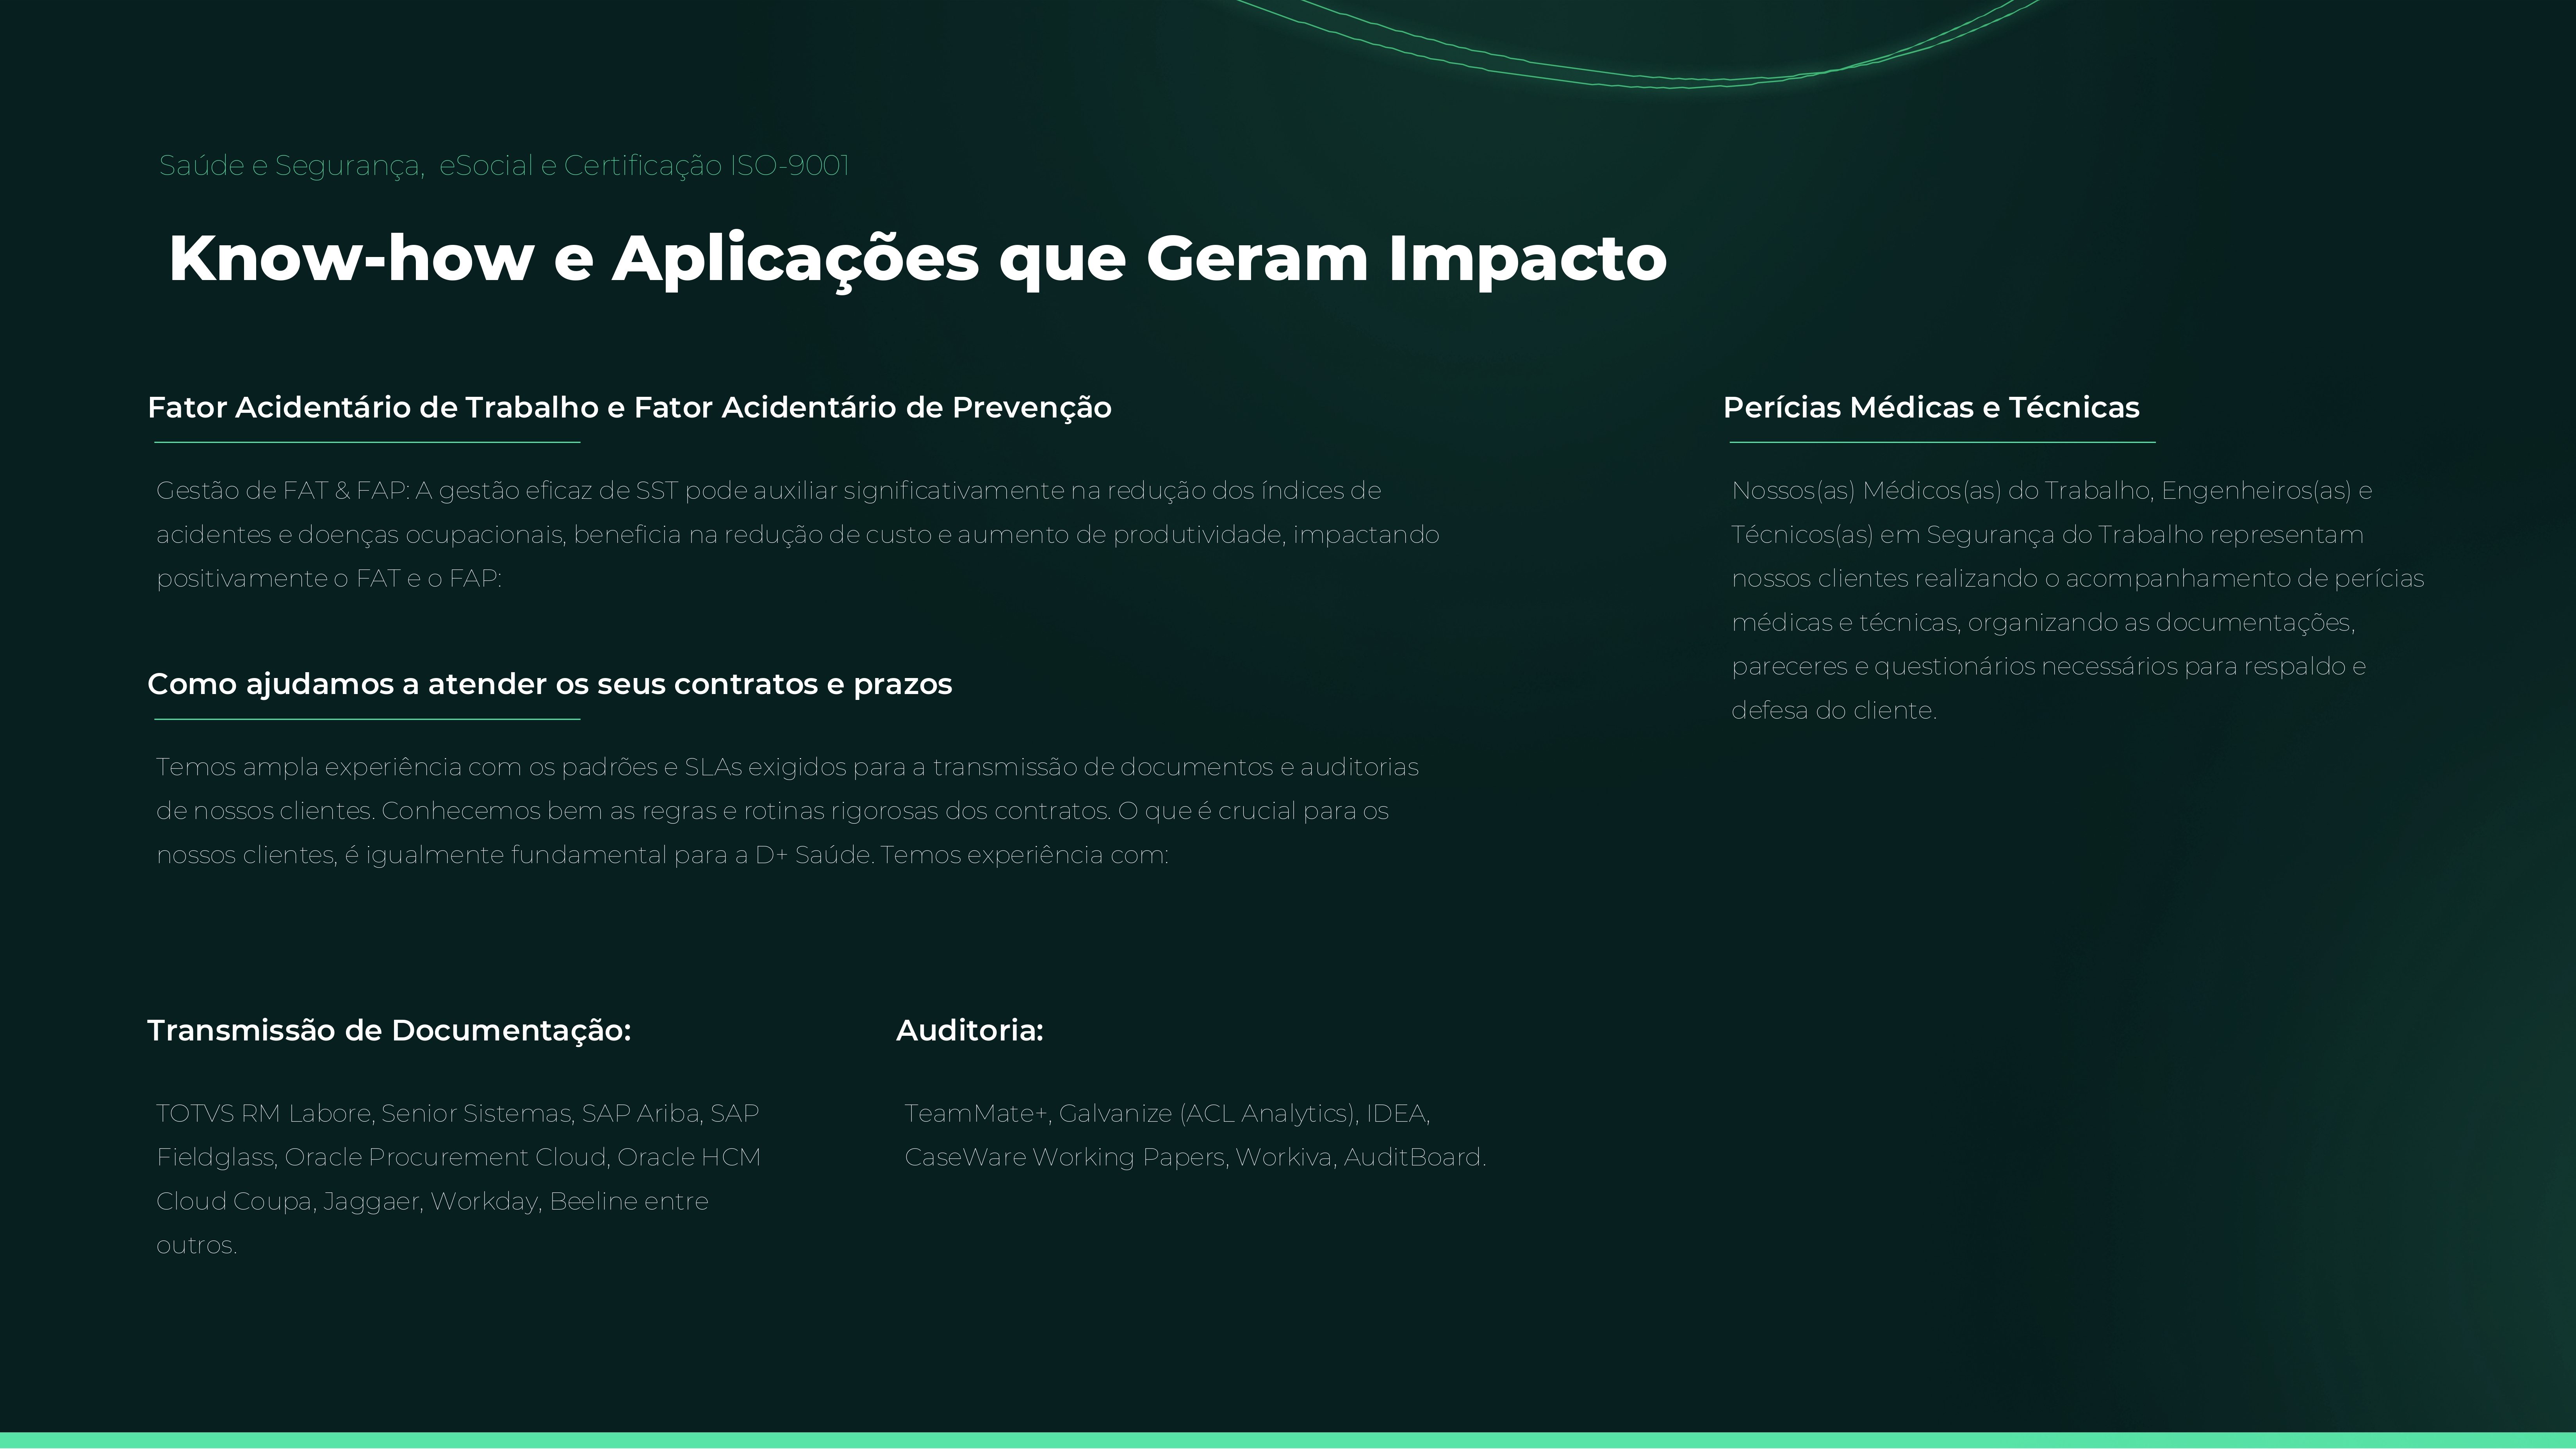 Saúde e Segurança,  eSocial e Certificação ISO-9001
Know-how e Aplicações que Geram Impacto
Fator Acidentário de Trabalho e Fator Acidentário de Prevenção
Gestão de FAT & FAP: A gestão eficaz de SST pode auxiliar significativamente na redução dos índices de
acidentes e doenças ocupacionais, beneficia na redução de custo e aumento de produtividade, impactando
positivamente o FAT e o FAP:
Como ajudamos a atender os seus contratos e prazos
Temos ampla experiência com os padrões e SLAs exigidos para a transmissão de documentos e auditorias
de nossos clientes. Conhecemos bem as regras e rotinas rigorosas dos contratos. O que é crucial para os
nossos clientes, é igualmente fundamental para a D+ Saúde. Temos experiência com:
Perícias Médicas e Técnicas
Nossos(as) Médicos(as) do Trabalho, Engenheiros(as) e
Técnicos(as) em Segurança do Trabalho representam
nossos clientes realizando o acompanhamento de perícias
médicas e técnicas, organizando as documentações,
pareceres e questionários necessários para respaldo e
defesa do cliente.
Transmissão de Documentação:
TOTVS RM Labore, Senior Sistemas, SAP Ariba, SAP
Fieldglass, Oracle Procurement Cloud, Oracle HCM
Cloud Coupa, Jaggaer, Workday, Beeline entre
outros.
Auditoria:
TeamMate+, Galvanize (ACL Analytics), IDEA,
CaseWare Working Papers, Workiva, AuditBoard.